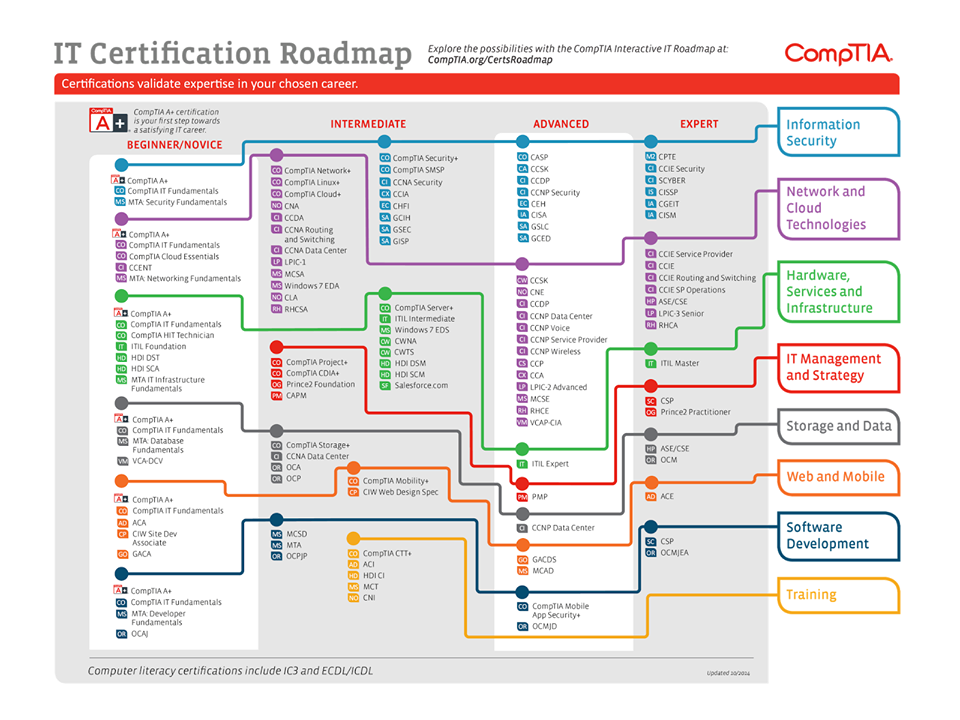 IT Certification Roadmap
Explore the possibilities with the CompTIA Interactive IT Roadmap at:
CompTIA.org/CertsRoadmap
CompTIA.
Certifications validate expertise in your chosen career.
CompTIA
A+
CompTIA A+ certification
is your first step towards
a satisfying IT career.
BEGINNER/NOVICE
INTERMEDIATE
ADVANCED
EXPERT
A+ CompTIA A+
CO CompTIA IT Fundamentals
MS MTA: Security Fundamentals
CO CompTIA Security+
CO CompTIA SMSP
CI CCNA Security
CX CCIA
EC CHFI
SA GCIH
SA GSEC
SA GISP
CO CASP
CA CCSK
CI CCDP
CI CCNP Security
EC CEH
IA CISA
SA GSLC
SA GCED
M2 CPTE
CI CCIE Security
CI SCYBER
IS CISSP
IA CGEIT
IA CISM
Information
Security
A+ CompTIA A+
CO CompTIA IT Fundamentals
CO CompTIA Cloud Essentials
CI CCENT
MS MTA: Networking Fundamentals
CO CompTIA Network+
CO CompTIA Linux+
CO CompTIA Cloud+
NO CNA
CI CCDA
CI CCNA Routing
and Switching
CI CCNA Data Center
LP LPIC-1
MS MCSA
MS Windows 7 EDA
NO CLA
RH RHCSA
CW CCSK
NO CNE
CI CCDP
CI CCNP Data Center
CI CCNP Voice
CI CCNP Service Provider
CI CCNP Wireless
CS CCP
CX CCA
LP LPIC-2 Advanced
MS MCSE
RH RHCE
VM VCAP-CIA
CI CCIE Service Provider
CI CCIE
CI CCIE Routing and Switching
CI CCIE SP Operations
HP ASE/CSE
LP LPIC-3 Senior
RH RHCA
Network and
Cloud
Technologies
A+ CompTIA A+
CO CompTIA IT Fundamentals
CO CompTIA HIT Technician
IT ITIL Foundation
HD HDI DST
HD HDI SCA
MS MTA IT Infrastructure
Fundamentals
CO CompTIA Server+
IT ITIL Intermediate
MS Windows 7 EDS
CW CWNA
CW CWTS
HD HDI DSM
HD HDI SCM
SF Salesforce.com
IT ITIL Expert
IT ITIL Master
Hardware,
Services and
Infrastructure
CO CompTIA Project+
CO CompTIA CDIA+
OG Prince2 Foundation
PM CAPM
PM PMP
SC CSP
OG Prince2 Practitioner
IT Management
and Strategy
A+ CompTIA A+
CO CompTIA IT Fundamentals
MS MTA: Database
Fundamentals
VM VCA-DCV
CO CompTIA Storage+
CI CCNA Data Center
OR OCA
OR OCP
CI CCNP Data Center
HP ASE/CSE
OR OCM
Storage and Data
A+ CompTIA A+
CO CompTIA IT Fundamentals
AD ACA
CP CIW Site Dev
Associate
GO GACA
CO CompTIA Mobility+
CP CIW Web Design Spec
GO GACDS
MS MCAD
AD ACE
Web and Mobile
A+ CompTIA A+
CO CompTIA IT Fundamentals
MS MTA: Developer
Fundamentals
OR OCAJ
MS MCSD
MS MTA
OR OCPJP
CO CompTIA Mobile
App Security+
OR OCMJD
SC CSP
OR OCMJEA
Software
Development
CO CompTIA CTT+
AD ACI
HD HDI CI
MS MCT
NO CNI
Training
Computer literacy certifications include IC3 and ECDL/ICDL
Updated 10/2014